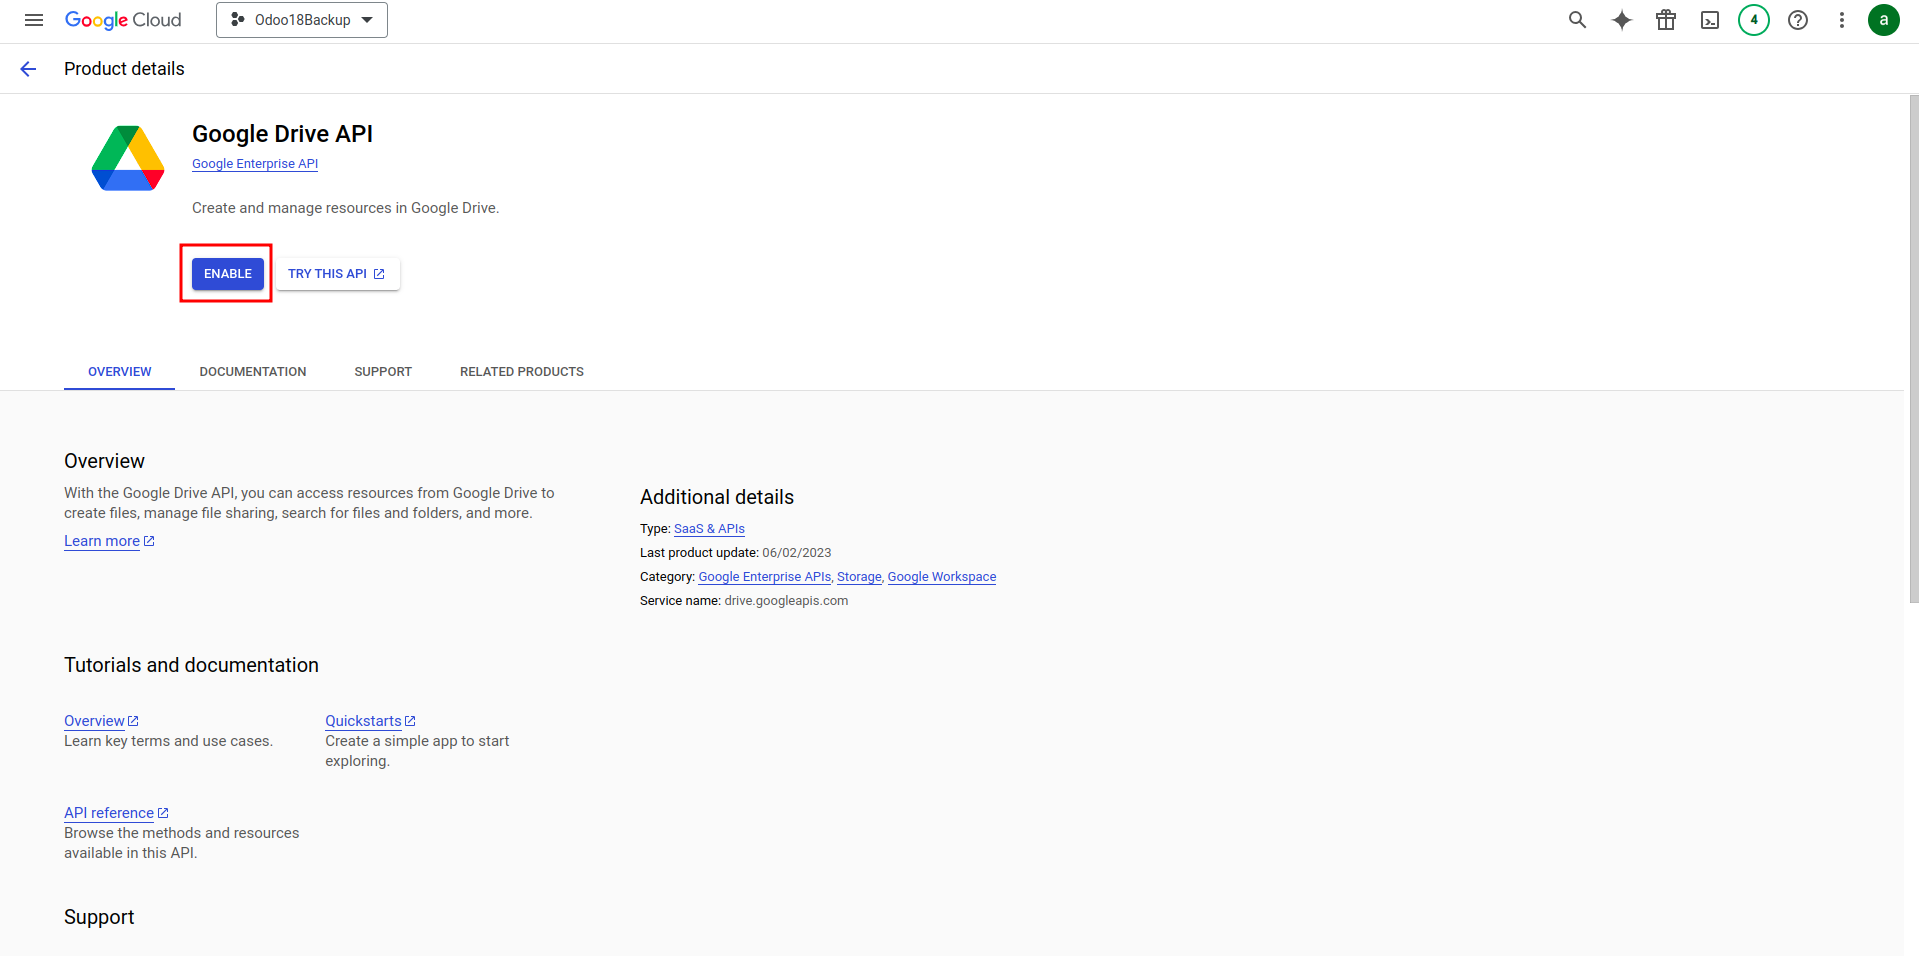 Google Cloud
Odoo18Backup
4
a
Product details
Google Drive API
Google Enterprise API
Create and manage resources in Google Drive.
ENABLE
TRY THIS API
OVERVIEW
DOCUMENTATION
SUPPORT
RELATED PRODUCTS
Overview
With the Google Drive API, you can access resources from Google Drive to
create files, manage file sharing, search for files and folders, and more.
Learn more
Additional details
Type: SaaS & APIs
Last product update: 06/02/2023
Category: Google Enterprise APIs, Storage, Google Workspace
Service name: drive.googleapis.com
Tutorials and documentation
Overview
Learn key terms and use cases.
Quickstarts
Create a simple app to start
exploring.
API reference
Browse the methods and resources
available in this API.
Support